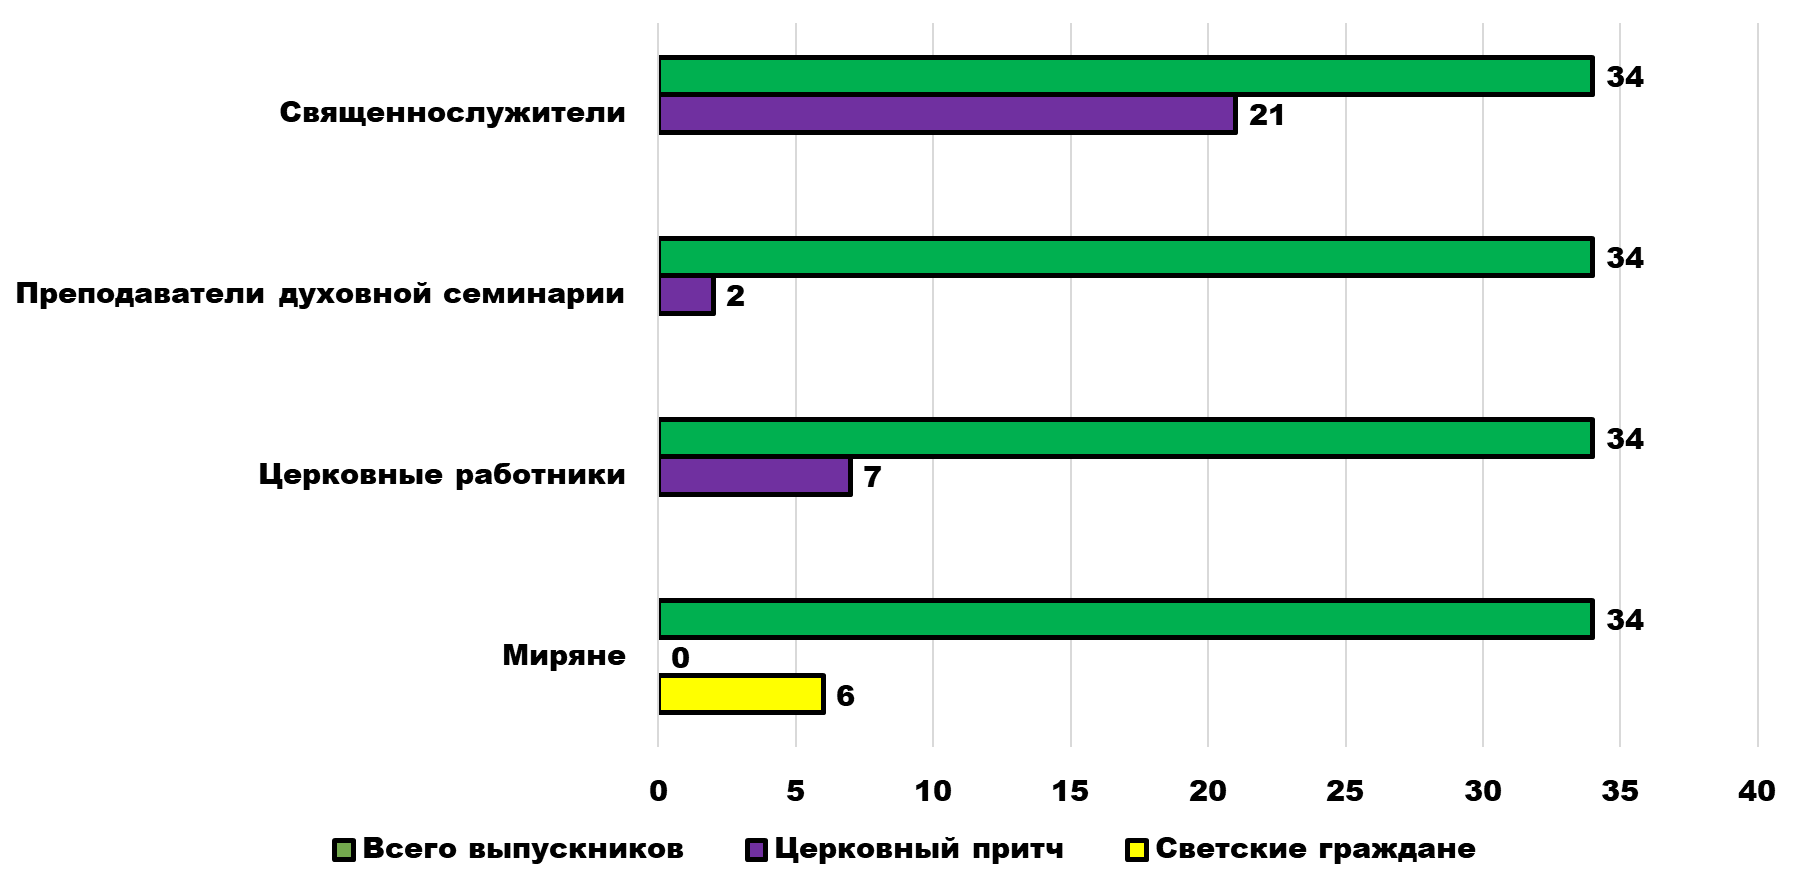 34
Священнослужители
21
34
Преподаватели духовной семинарии
2
34
Церковные работники
7
34
Миряне
0
6
0 5 10 15 20 25 30 35 40
Всего выпускников Церковный притч Светские граждане